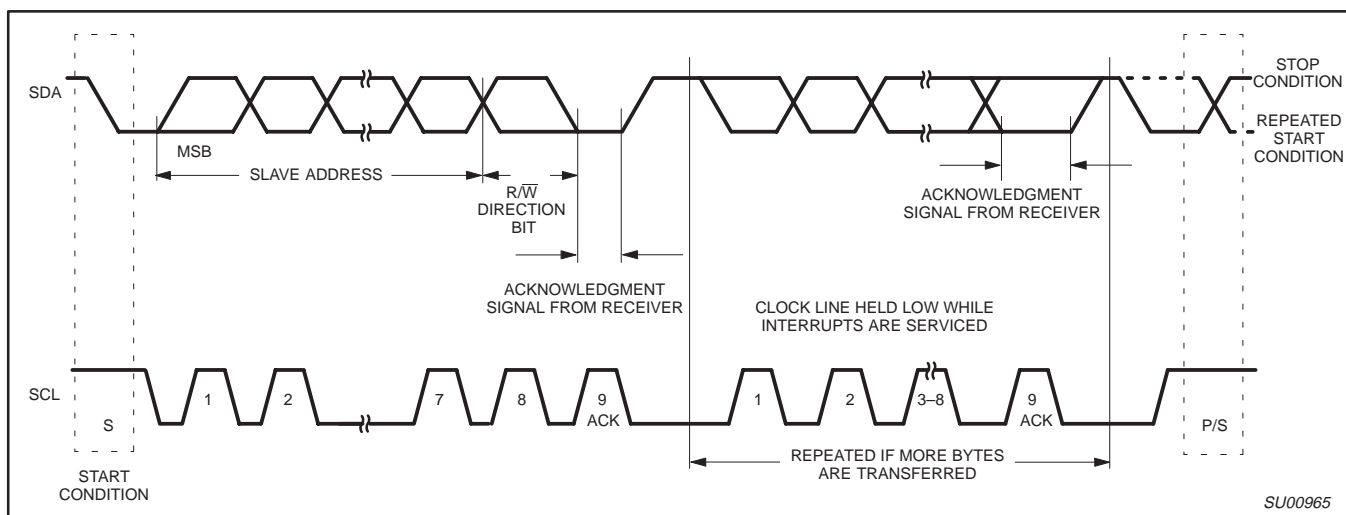 SDA
STOP
CONDITION
REPEATED
START
CONDITION
MSB
SLAVE ADDRESS
R/W̅
DIRECTION
BIT
ACKNOWLEDGMENT
SIGNAL FROM RECEIVER
ACKNOWLEDGMENT
SIGNAL FROM RECEIVER
CLOCK LINE HELD LOW WHILE
INTERRUPTS ARE SERVICED
SCL
S
1
2
7
8
9
ACK
1
2
3–8
9
ACK
P/S
START
CONDITION
REPEATED IF MORE BYTES
ARE TRANSFERRED
SU00965